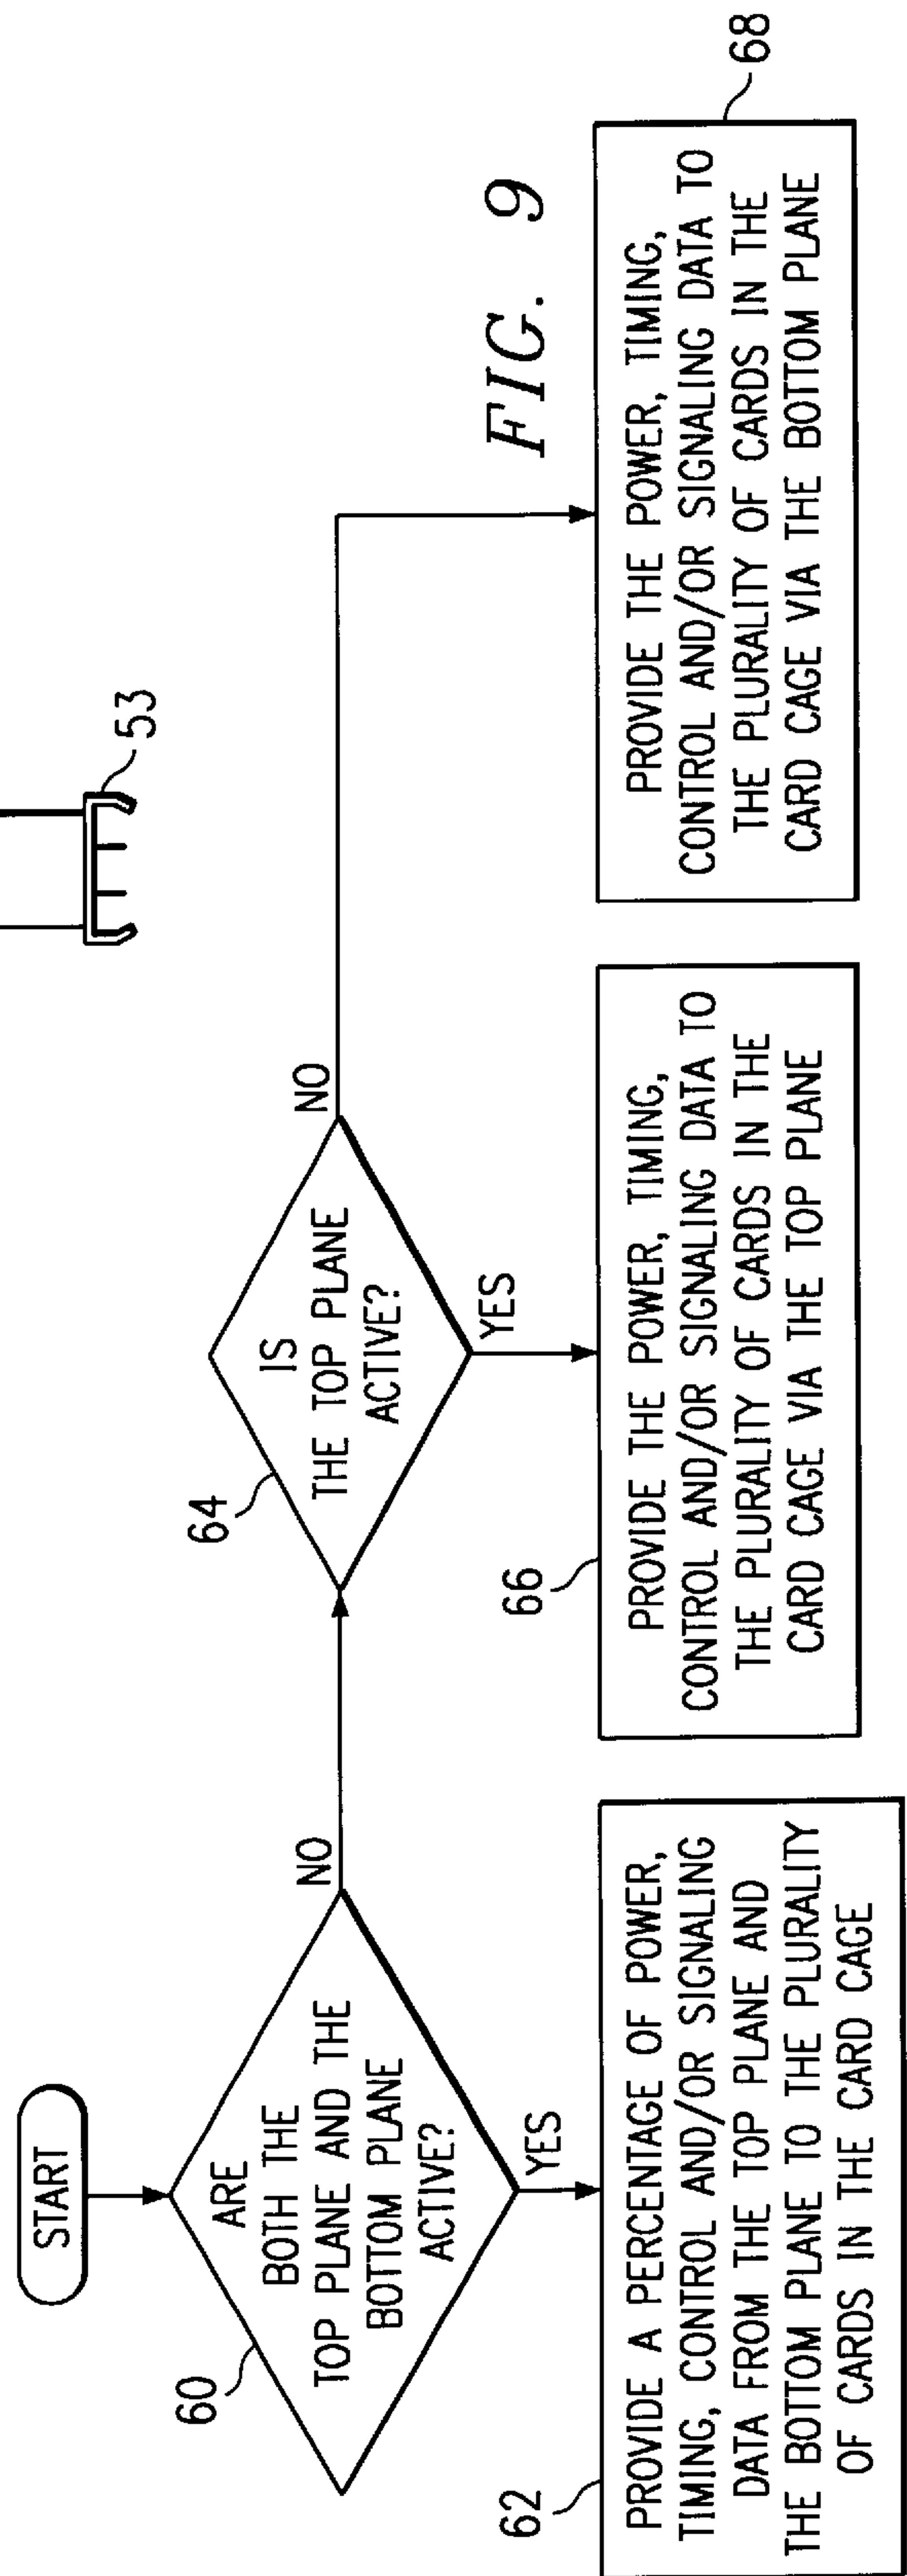 53
START
60
ARE
BOTH THE
TOP PLANE AND THE
BOTTOM PLANE
ACTIVE?
NO
YES
62
PROVIDE A PERCENTAGE OF POWER,
TIMING, CONTROL AND/OR SIGNALING
DATA FROM THE TOP PLANE AND
THE BOTTOM PLANE TO THE PLURALITY
OF CARDS IN THE CARD CAGE
64
IS
THE TOP PLANE
ACTIVE?
NO
YES
66
PROVIDE THE POWER, TIMING,
CONTROL AND/OR SIGNALING DATA TO
THE PLURALITY OF CARDS IN THE
CARD CAGE VIA THE TOP PLANE
FIG. 9
PROVIDE THE POWER, TIMING,
CONTROL AND/OR SIGNALING DATA TO
THE PLURALITY OF CARDS IN THE
CARD CAGE VIA THE BOTTOM PLANE
68